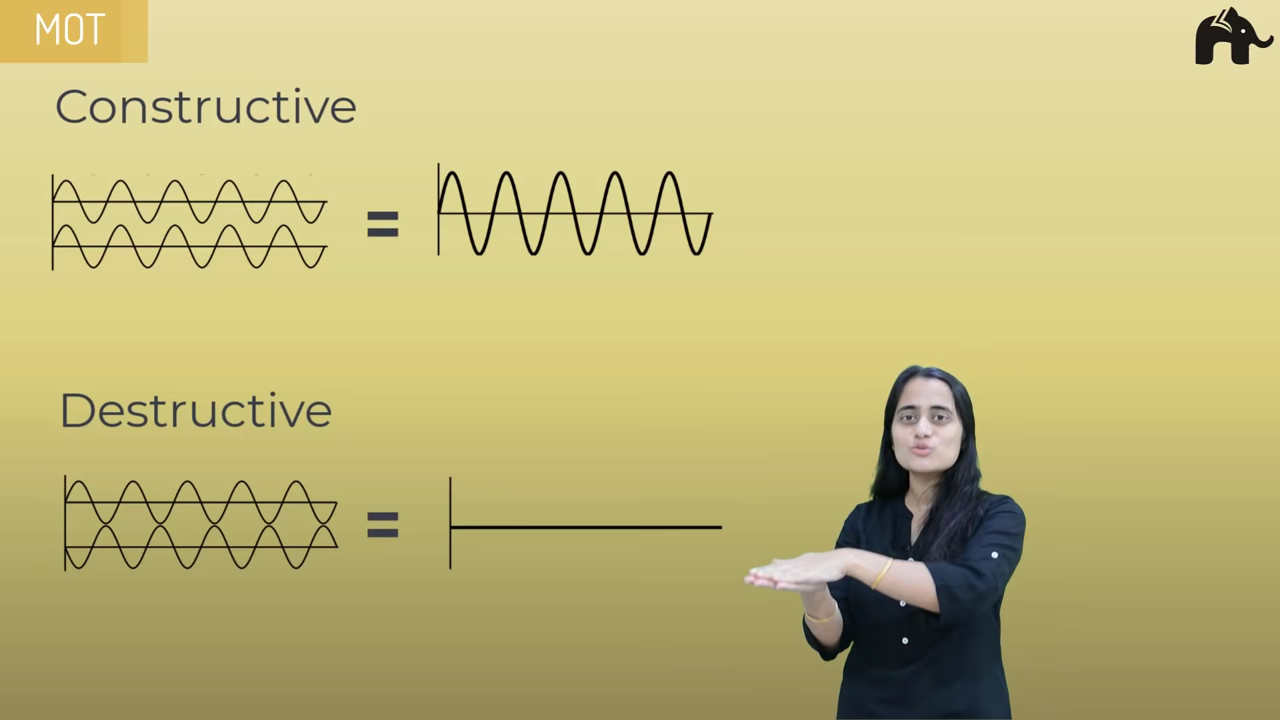 MOT
Constructive
=
Destructive
=